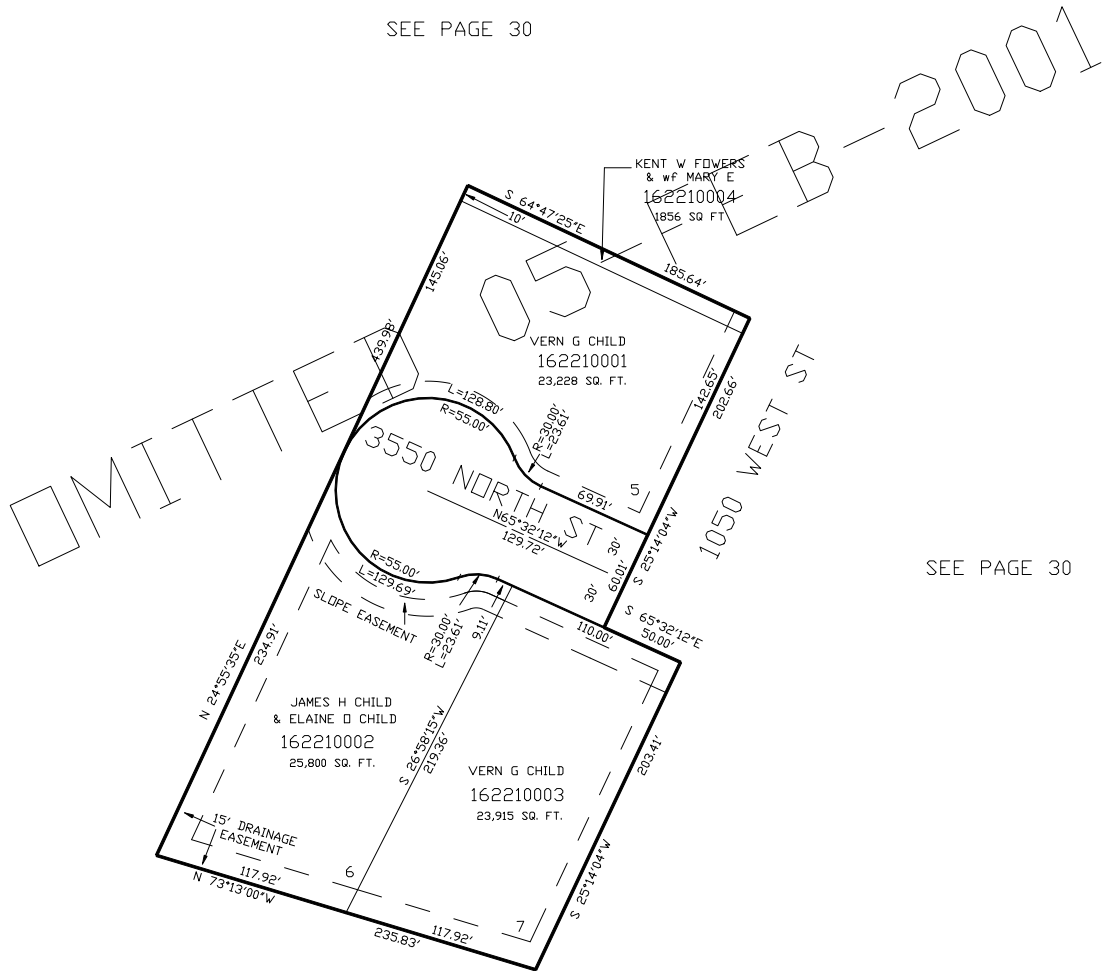 SEE PAGE 30
OMITTED 05-FEB-2001
KENT W FOWERS
& wf MARY E
162210004
1856 SQ FT
S 64°47'25"E
10'
185.64'
145.06'
439.98'
VERN G CHILD
162210001
23,228 SQ. FT.
142.65'
202.66'
1050 WEST ST
L=128.80'
R=55.00'
R=30.00'
L=23.61'
3550 NORTH ST
69.91'
5
N65°32'12"W
129.72'
30'
60.01'
30'
S 25°14'04"W
SEE PAGE 30
R=55.00'
L=129.69'
SLOPE EASEMENT
R=30.00'
L=23.61'
9.11'
110.00'
S 65°32'12"E
50.00'
N 24°55'35"E
234.91'
JAMES H CHILD
& ELAINE O CHILD
162210002
25,800 SQ. FT.
S 26°58'15"W
219.36'
VERN G CHILD
162210003
23,915 SQ. FT.
203.41'
S 25°14'04"W
15' DRAINAGE
EASEMENT
117.92'
N 73°13'00"W
6
7
117.92'
235.83'